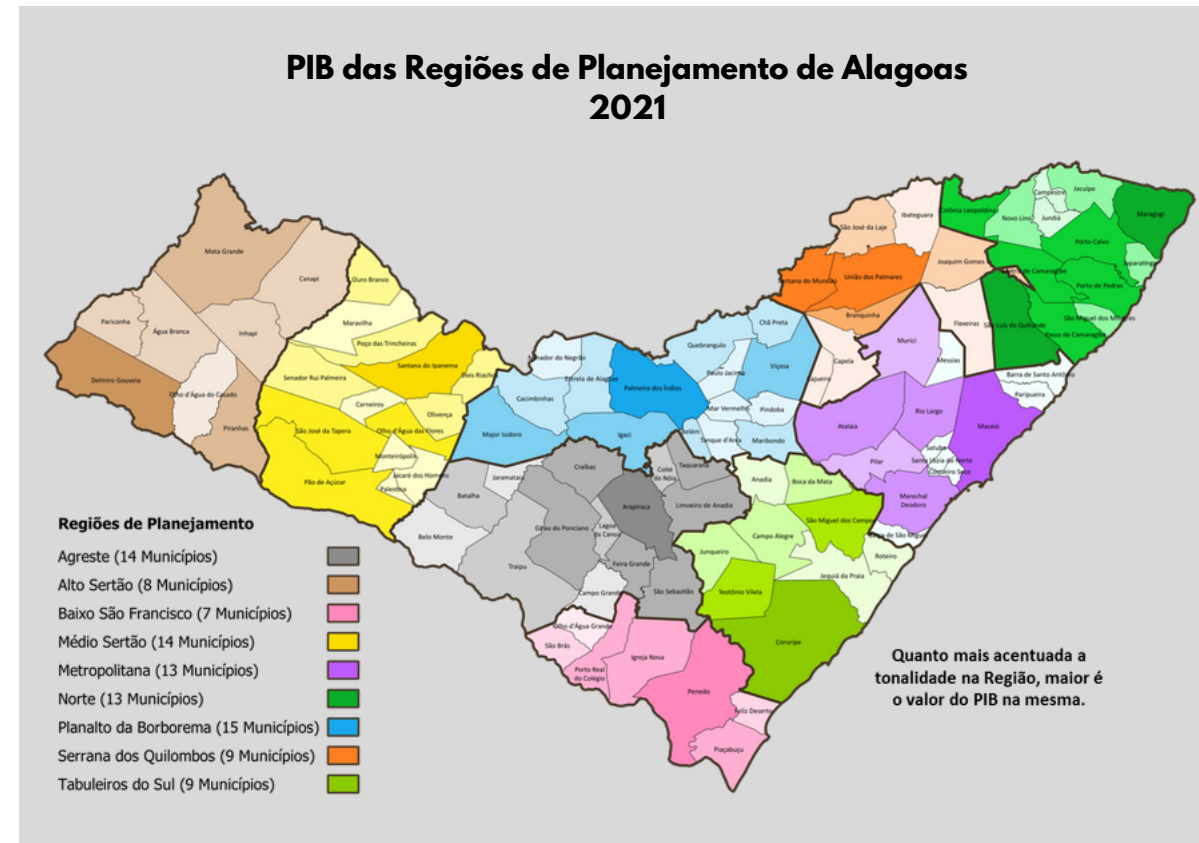 PIB das Regiões de Planejamento de Alagoas
2021
Mata Grande
Canapi
Pariconha
Água Branca
Inhapi
Delmiro Gouveia
Olho d'Água do Casado
Piranhas
Ouro Branco
Maravilha
Poço das Trincheiras
Santana do Ipanema
Senador Rui Palmeira
Carneiros
Olivença
São José da Tapera
Olho d'Água das Flores
Monteirópolis
Jacaré dos Homens
Pão de Açúcar
Palestina
Cacimbinhas
Estrela de Alagoas
Palmeira dos Índios
Major Isidoro
Igaci
Quebrangulo
Chã Preta
Paulo Jacinto
Viçosa
Mar Vermelho
Pindoba
Belém
Tanque d'Arca
Maribondo
São José da Laje
Ibateguara
União dos Palmares
Branquinha
Joaquim Gomes
Capela
Cajueiro
Flexeiras
Colônia Leopoldina
Novo Lino
Campestre
Jundiá
Jacuípe
Maragogi
Porto Calvo
Japaratinga
Porto de Pedras
São Luís do Quitunde
São Miguel dos Milagres
Passo de Camaragibe
Murici
Messias
Barra de Santo Antônio
Paripueira
Rio Largo
Maceió
Atalaia
Satuba
Santa Luzia do Norte
Coqueiro Seco
Pilar
Marechal
Deodoro
Craíbas
Coité
do Nóia
Taquarana
Jaramataia
Batalha
Arapiraca
Limoeiro de Anadia
Belo Monte
Girau do Ponciano
Lagoa
da Canoa
Traipu
Feira Grande
Campo Grande
São Sebastião
Anadia
Boca da Mata
São Miguel dos Campos
Campo Alegre
Junqueiro
Roteiro
Jequiá da Praia
Teotônio Vilela
Coruripe
Olho d'Água Grande
São Brás
Igreja Nova
Porto Real
do Colégio
Penedo
Feliz Deserto
Piaçabuçu
Regiões de Planejamento
Agreste (14 Municípios)
Alto Sertão (8 Municípios)
Baixo São Francisco (7 Municípios)
Médio Sertão (14 Municípios)
Metropolitana (13 Municípios)
Norte (13 Municípios)
Planalto da Borborema (15 Municípios)
Serrana dos Quilombos (9 Municípios)
Tabuleiros do Sul (9 Municípios)
Quanto mais acentuada a
tonalidade na Região, maior é
o valor do PIB na mesma.